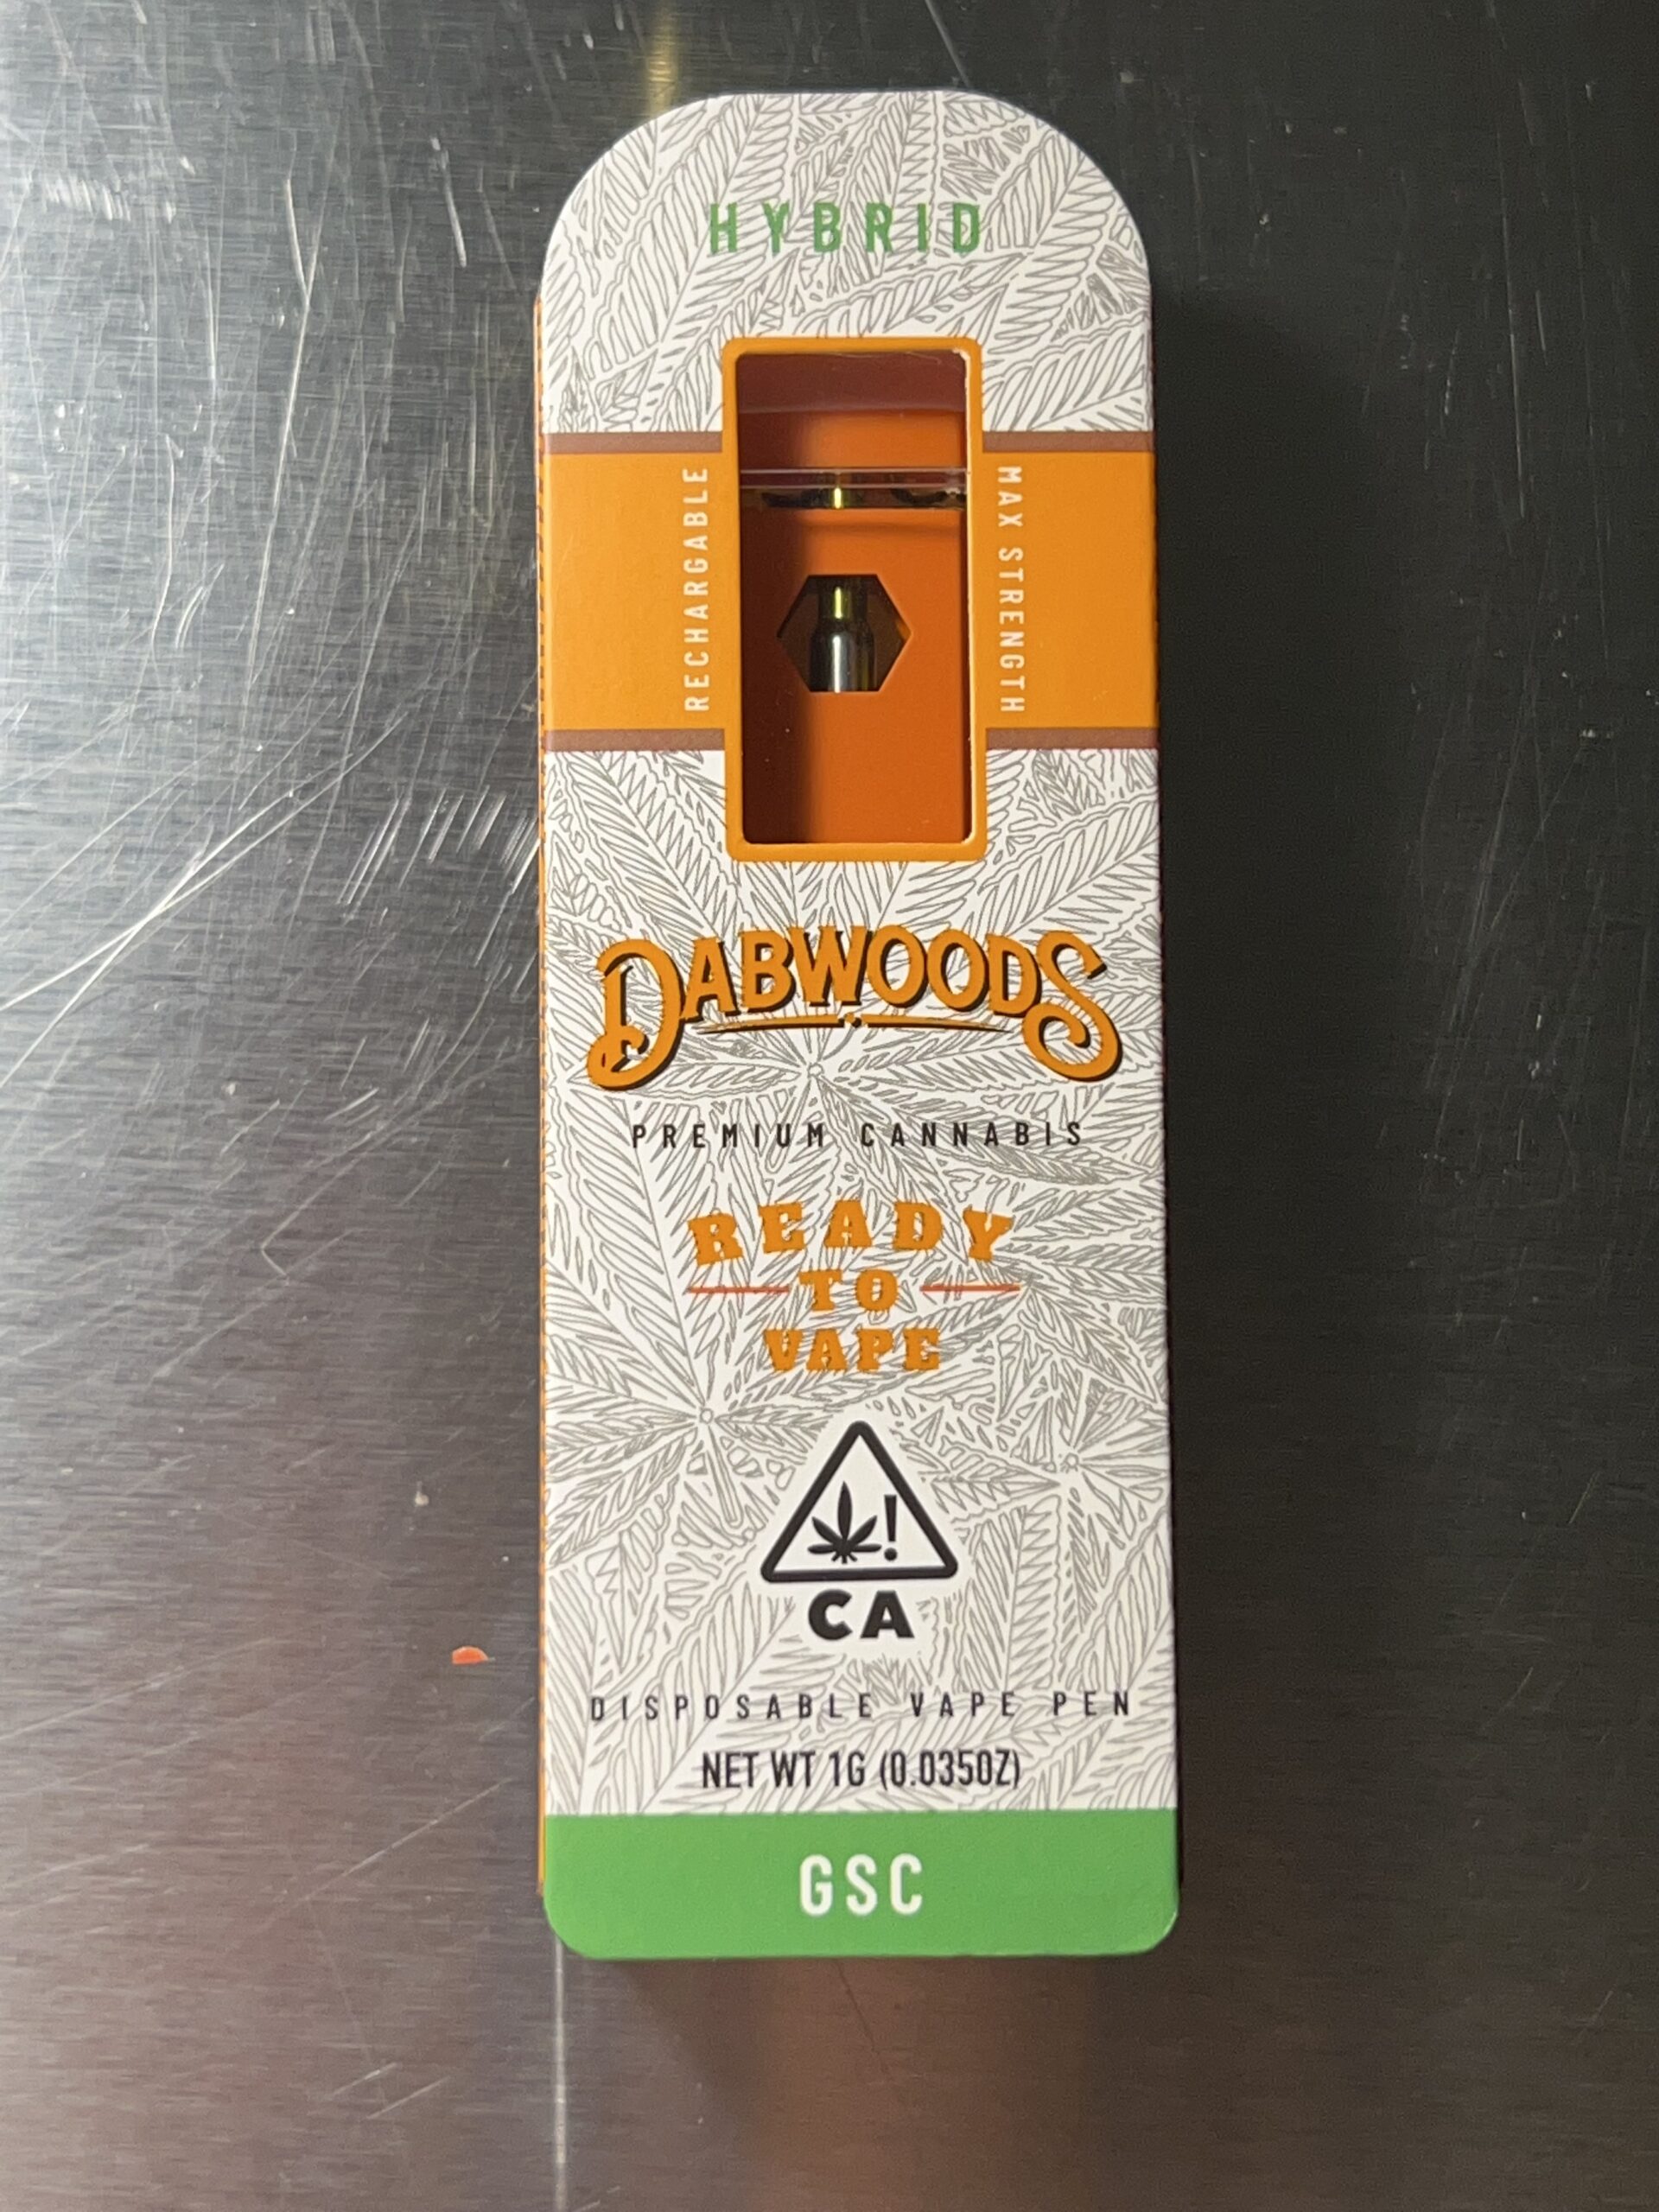 HYBRID
RECHARGABLE
MAX STRENGTH
DABWOODS
PREMIUM CANNABIS
READY
TO
VAPE
!
CA
DISPOSABLE VAPE PEN
NET WT 1G (0.035OZ)
GSC